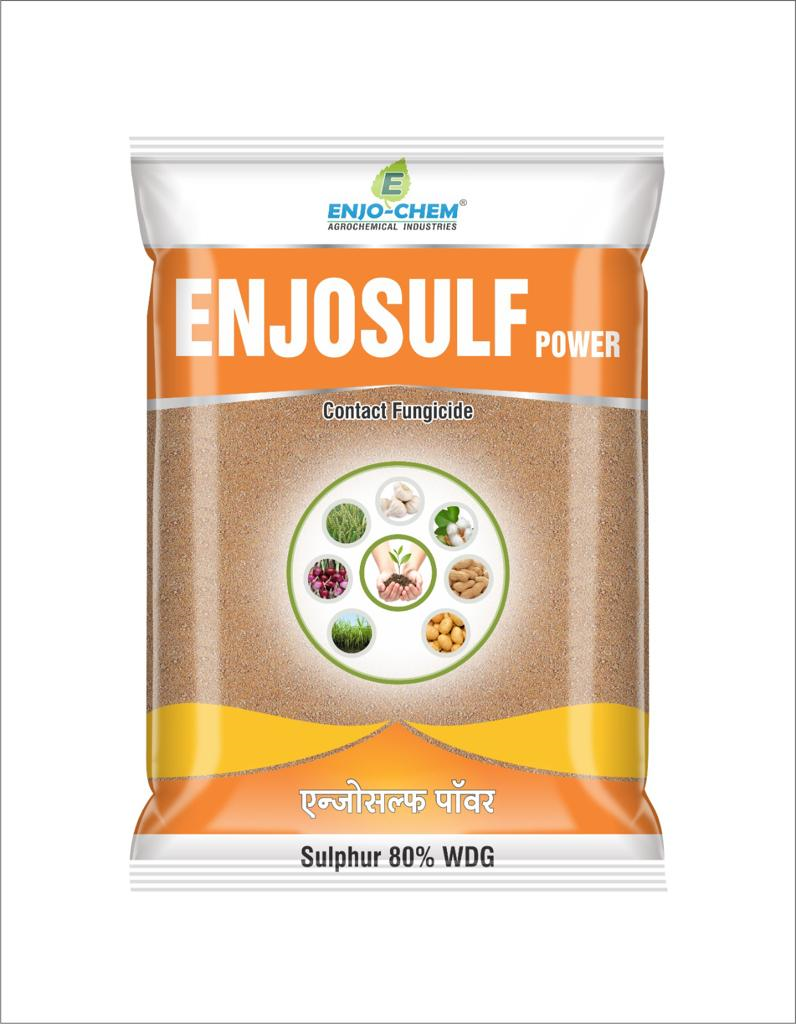 E
ENJO-CHEM®
AGROCHEMICAL INDUSTRIES
ENJOSULF POWER
Contact Fungicide
एन्जोसल्फ पॉवर
Sulphur 80% WDG